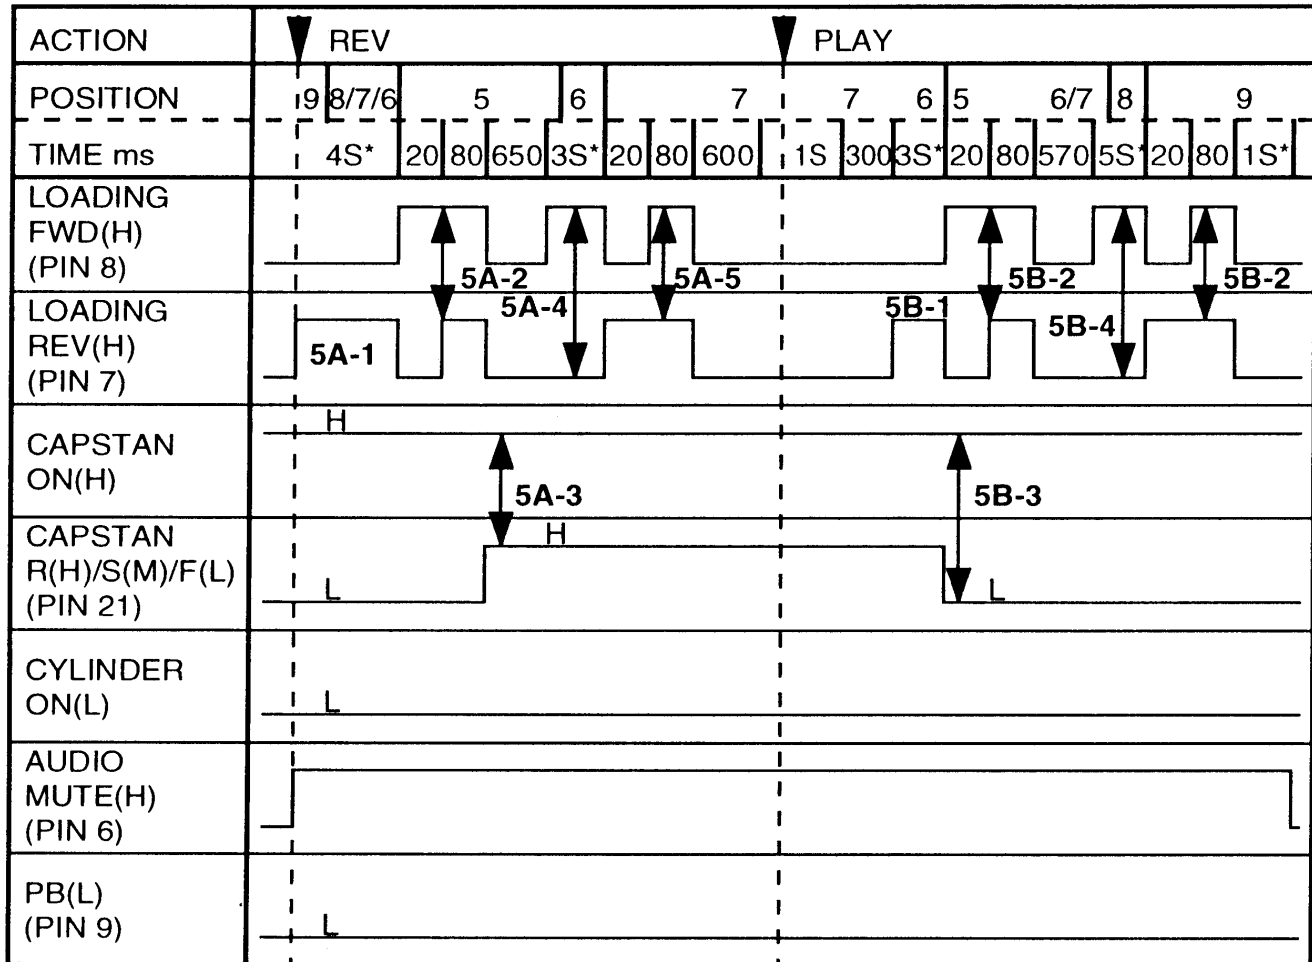 ACTION REV PLAY
POSITION 9 8/7/6 5 6 7 7 6 5 6/7 8 9
TIME ms 4S* 20 80 650 3S* 20 80 600 1S 300 3S* 20 80 570 5S* 20 80 1S*
LOADING
FWD(H)
(PIN 8)
5A-2 5A-5 5B-2 5B-2
5A-4 5B-1
LOADING
REV(H)
(PIN 7)
5A-1 5B-4
H
CAPSTAN
ON(H)
5A-3 5B-3
CAPSTAN
R(H)/S(M)/F(L)
(PIN 21)
H
L L
CYLINDER
ON(L)
L
AUDIO
MUTE(H)
(PIN 6)
PB(L)
(PIN 9)
L